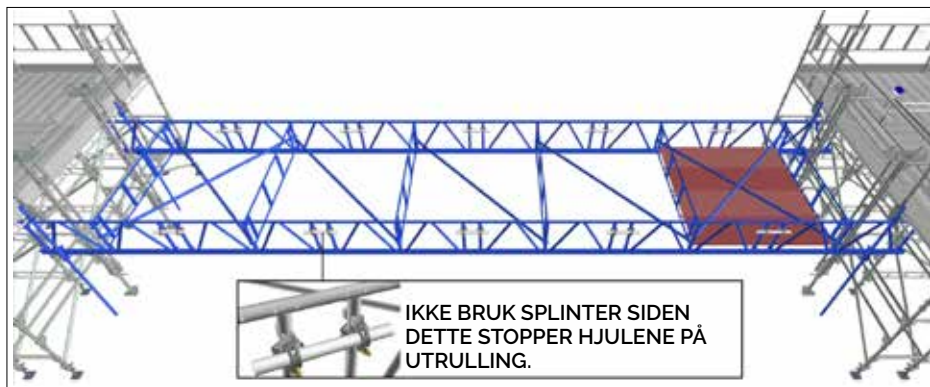 IKKE BRUK SPLINTER SIDEN
DETTE STOPPER HJULENE PÅ
UTRULLING.